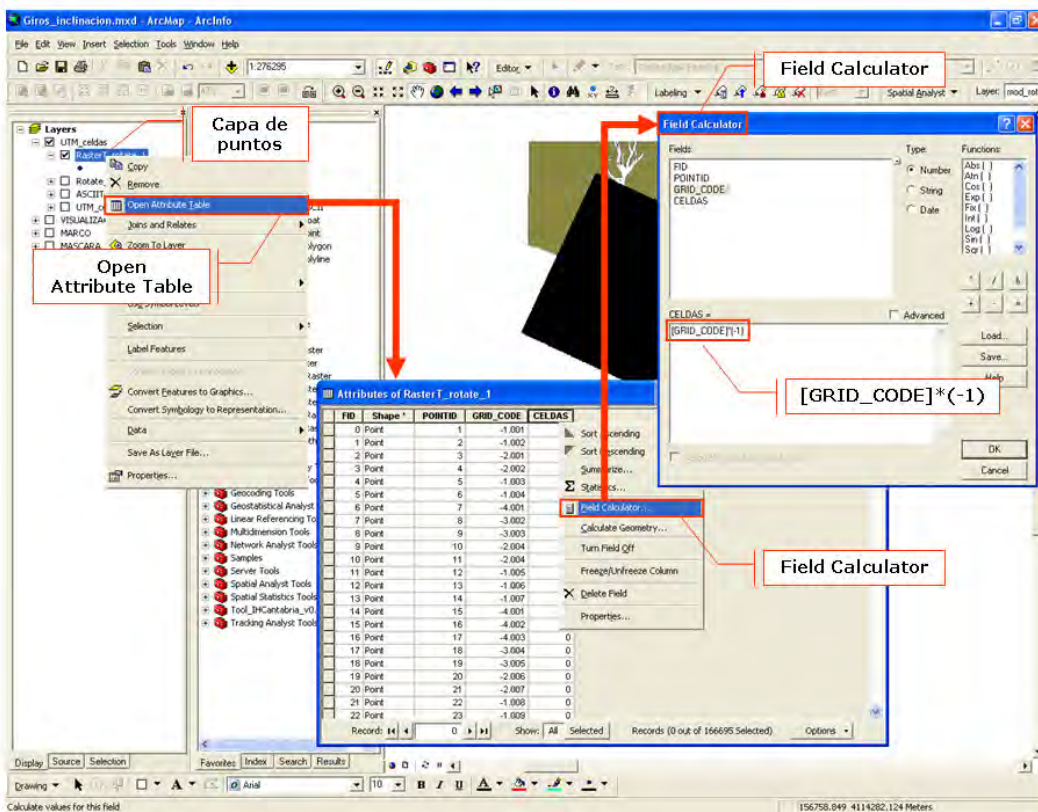 Giros_inclinacion.mxd - ArcMap - ArcInfo
File Edit View Insert Selection Tools Window Help
1:276295
Editor
Field Calculator
Labeling
Spatial Analyst
Layer:
Layers
UTM_celdas
RasterT_rotate_1
Capa de
puntos
Copy
Remove
Open Attribute Table
Joins and Relates
Zoom To Layer
Open
Attribute Table
Selection
Label Features
Convert Features to Graphics...
Convert Symbology to Representation...
Data
Save As Layer File...
Properties...
Rotate_
ASCIIT
UTM_c
VISUALIZA
MARCO
MASCARA
Geocoding Tools
Geostatistical Analyst
Linear Referencing To
Multidimension Tools
Network Analyst Tools
Samples
Server Tools
Spatial Analyst Tools
Spatial Statistics Tools
Tool_IHCantabria_v0.
Tracking Analyst Tools
Field Calculator
Fields:
FID
POINTID
GRID_CODE
CELDAS
Type:
Number
String
Date
Functions:
Abs ( )
Atn ( )
Cos ( )
Exp ( )
Fix ( )
Int ( )
Log ( )
Sin ( )
Sqr ( )
CELDAS =
Advanced
[GRID_CODE]*(-1)
Load...
Save...
Help
[GRID_CODE]*(-1)
OK
Cancel
Attributes of RasterT_rotate_1
FID Shape * POINTID GRID_CODE CELDAS
0 Point 1 -1.001
1 Point 2 -1.002
2 Point 3 -2.001
3 Point 4 -2.002
4 Point 5 -1.003
5 Point 6 -1.004
6 Point 7 -4.001
7 Point 8 -3.002
8 Point 9 -3.003
9 Point 10 -2.004
10 Point 11 -2.004
11 Point 12 -1.005
12 Point 13 -1.006
13 Point 14 -1.007
14 Point 15 -4.001
15 Point 16 -4.002
16 Point 17 -4.003 0
17 Point 18 -3.004 0
18 Point 19 -3.005 0
19 Point 20 -2.006 0
20 Point 21 -2.007 0
21 Point 22 -1.008 0
22 Point 23 -1.009 0
Sort Ascending
Sort Descending
Summarize...
Statistics...
Field Calculator...
Calculate Geometry...
Turn Field Off
Freeze/Unfreeze Column
Delete Field
Properties...
Field Calculator
Record: 0 Show: All Selected Records (0 out of 166695 Selected) Options
Display Source Selection
Favorites Index Search Results
Drawing Arial 10 B I U A
Calculate values for this field
156758.849 4114282.124 Meters